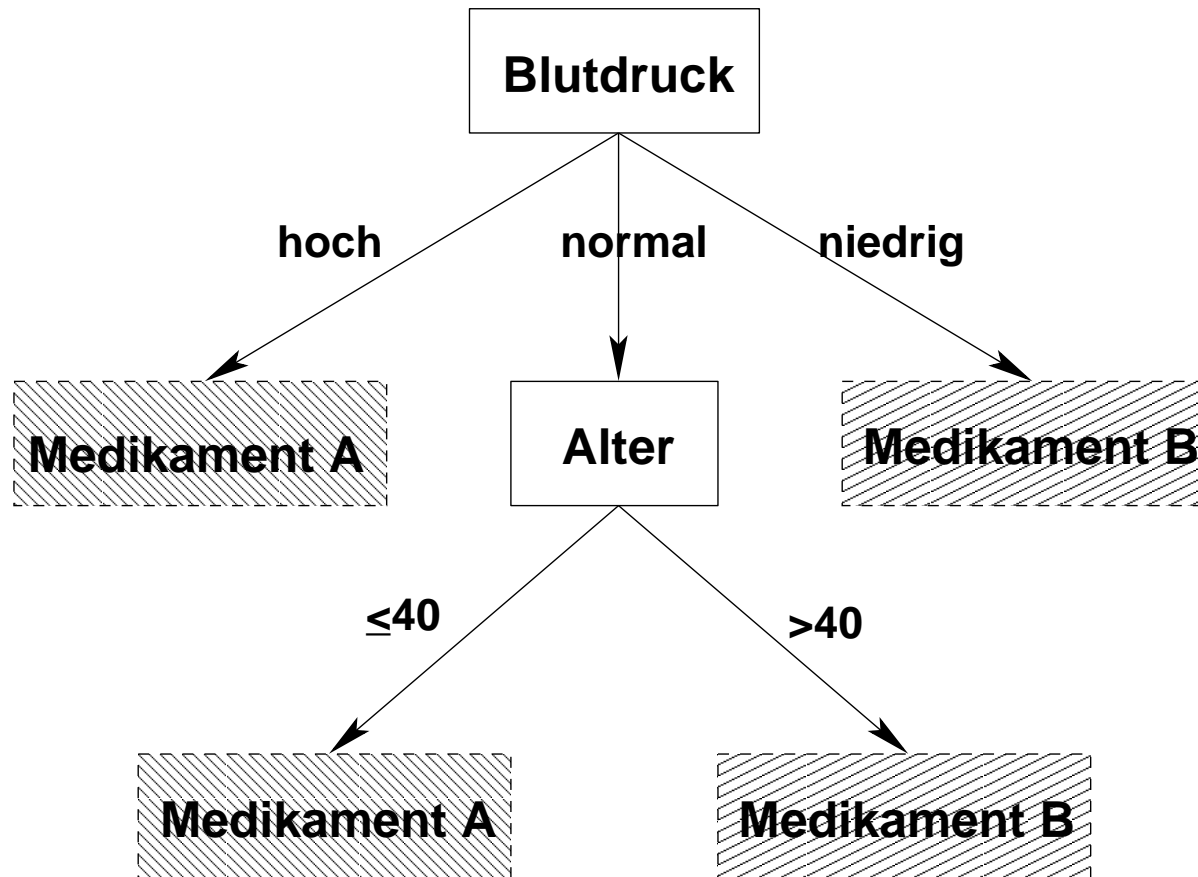 Blutdruck
hoch
normal
niedrig
Medikament A
Alter
Medikament B
≤40
>40
Medikament A
Medikament B